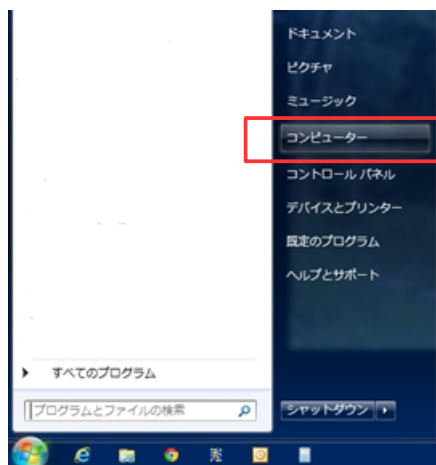 ドキュメント
ピクチャ
ミュージック
コンピューター
コントロール パネル
デバイスとプリンター
既定のプログラム
ヘルプとサポート
すべてのプログラム
プログラムとファイルの検索
シャットダウン